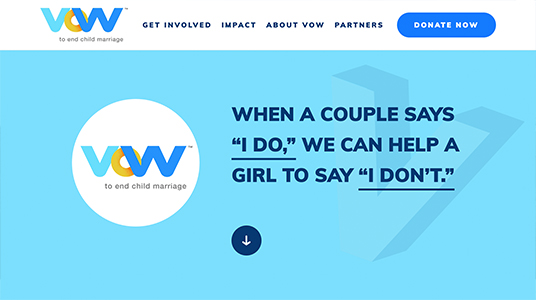 VOW™
to end child marriage
GET INVOLVED IMPACT ABOUT VOW PARTNERS DONATE NOW
VOW™
to end child marriage
WHEN A COUPLE SAYS
“I DO,” WE CAN HELP A
GIRL TO SAY “I DON’T.”